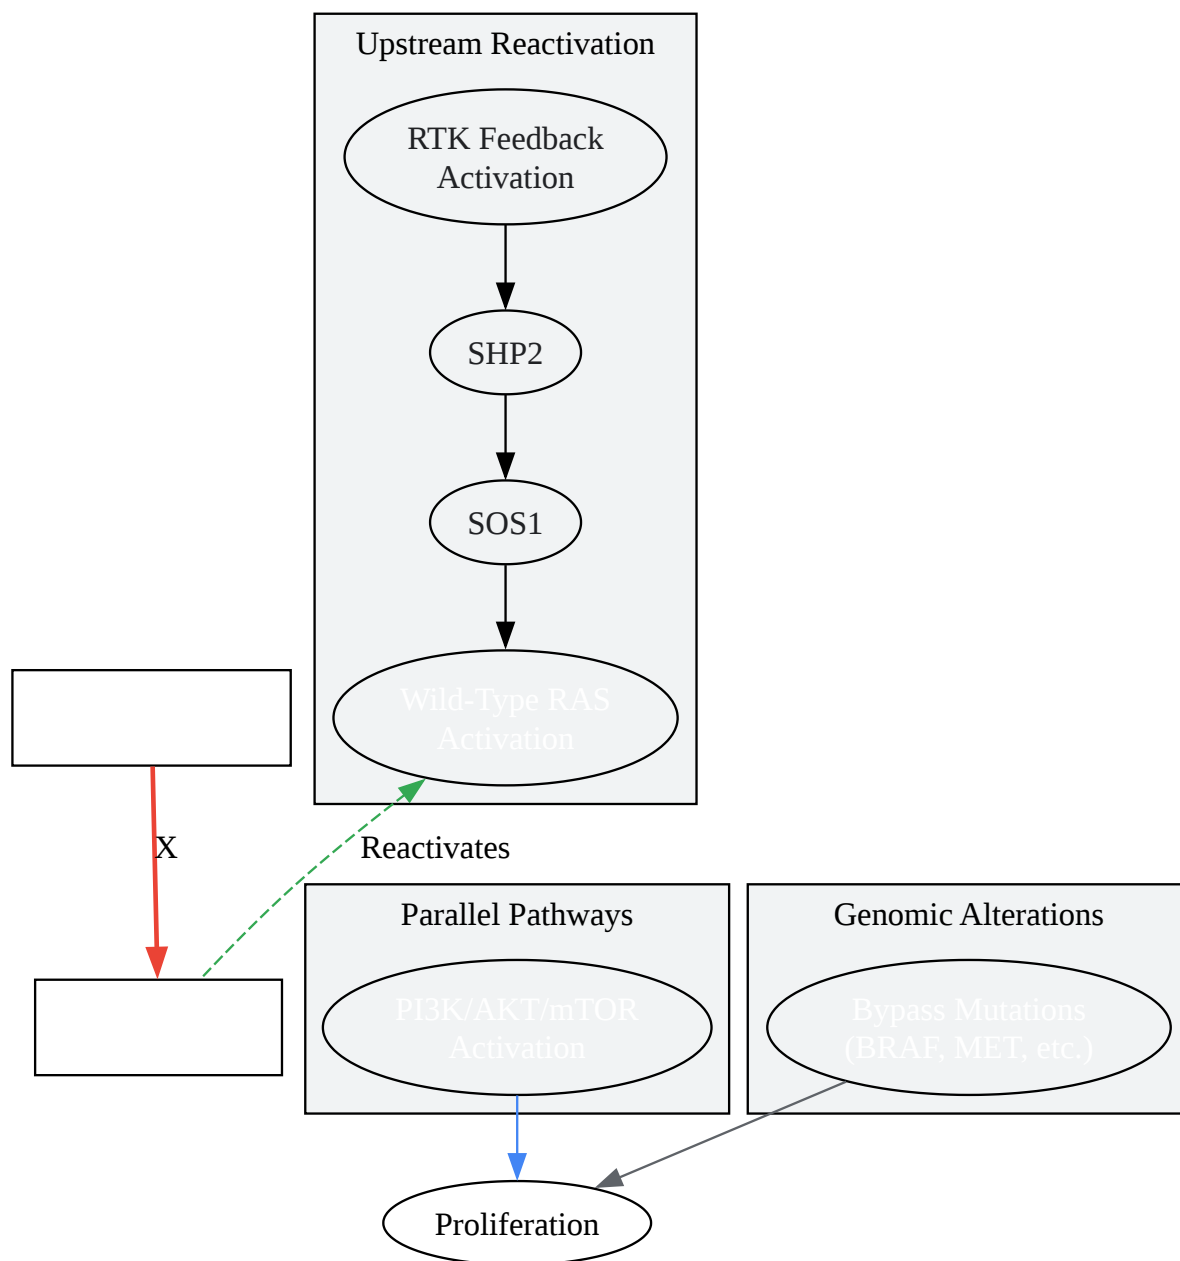 Upstream Reactivation
RTK Feedback
Activation
SHP2
SOS1
Wild-Type RAS
Activation
X
Reactivates
Parallel Pathways
Genomic Alterations
PI3K/AKT/mTOR
Activation
Bypass Mutations
(BRAF, MET, etc.)
Proliferation